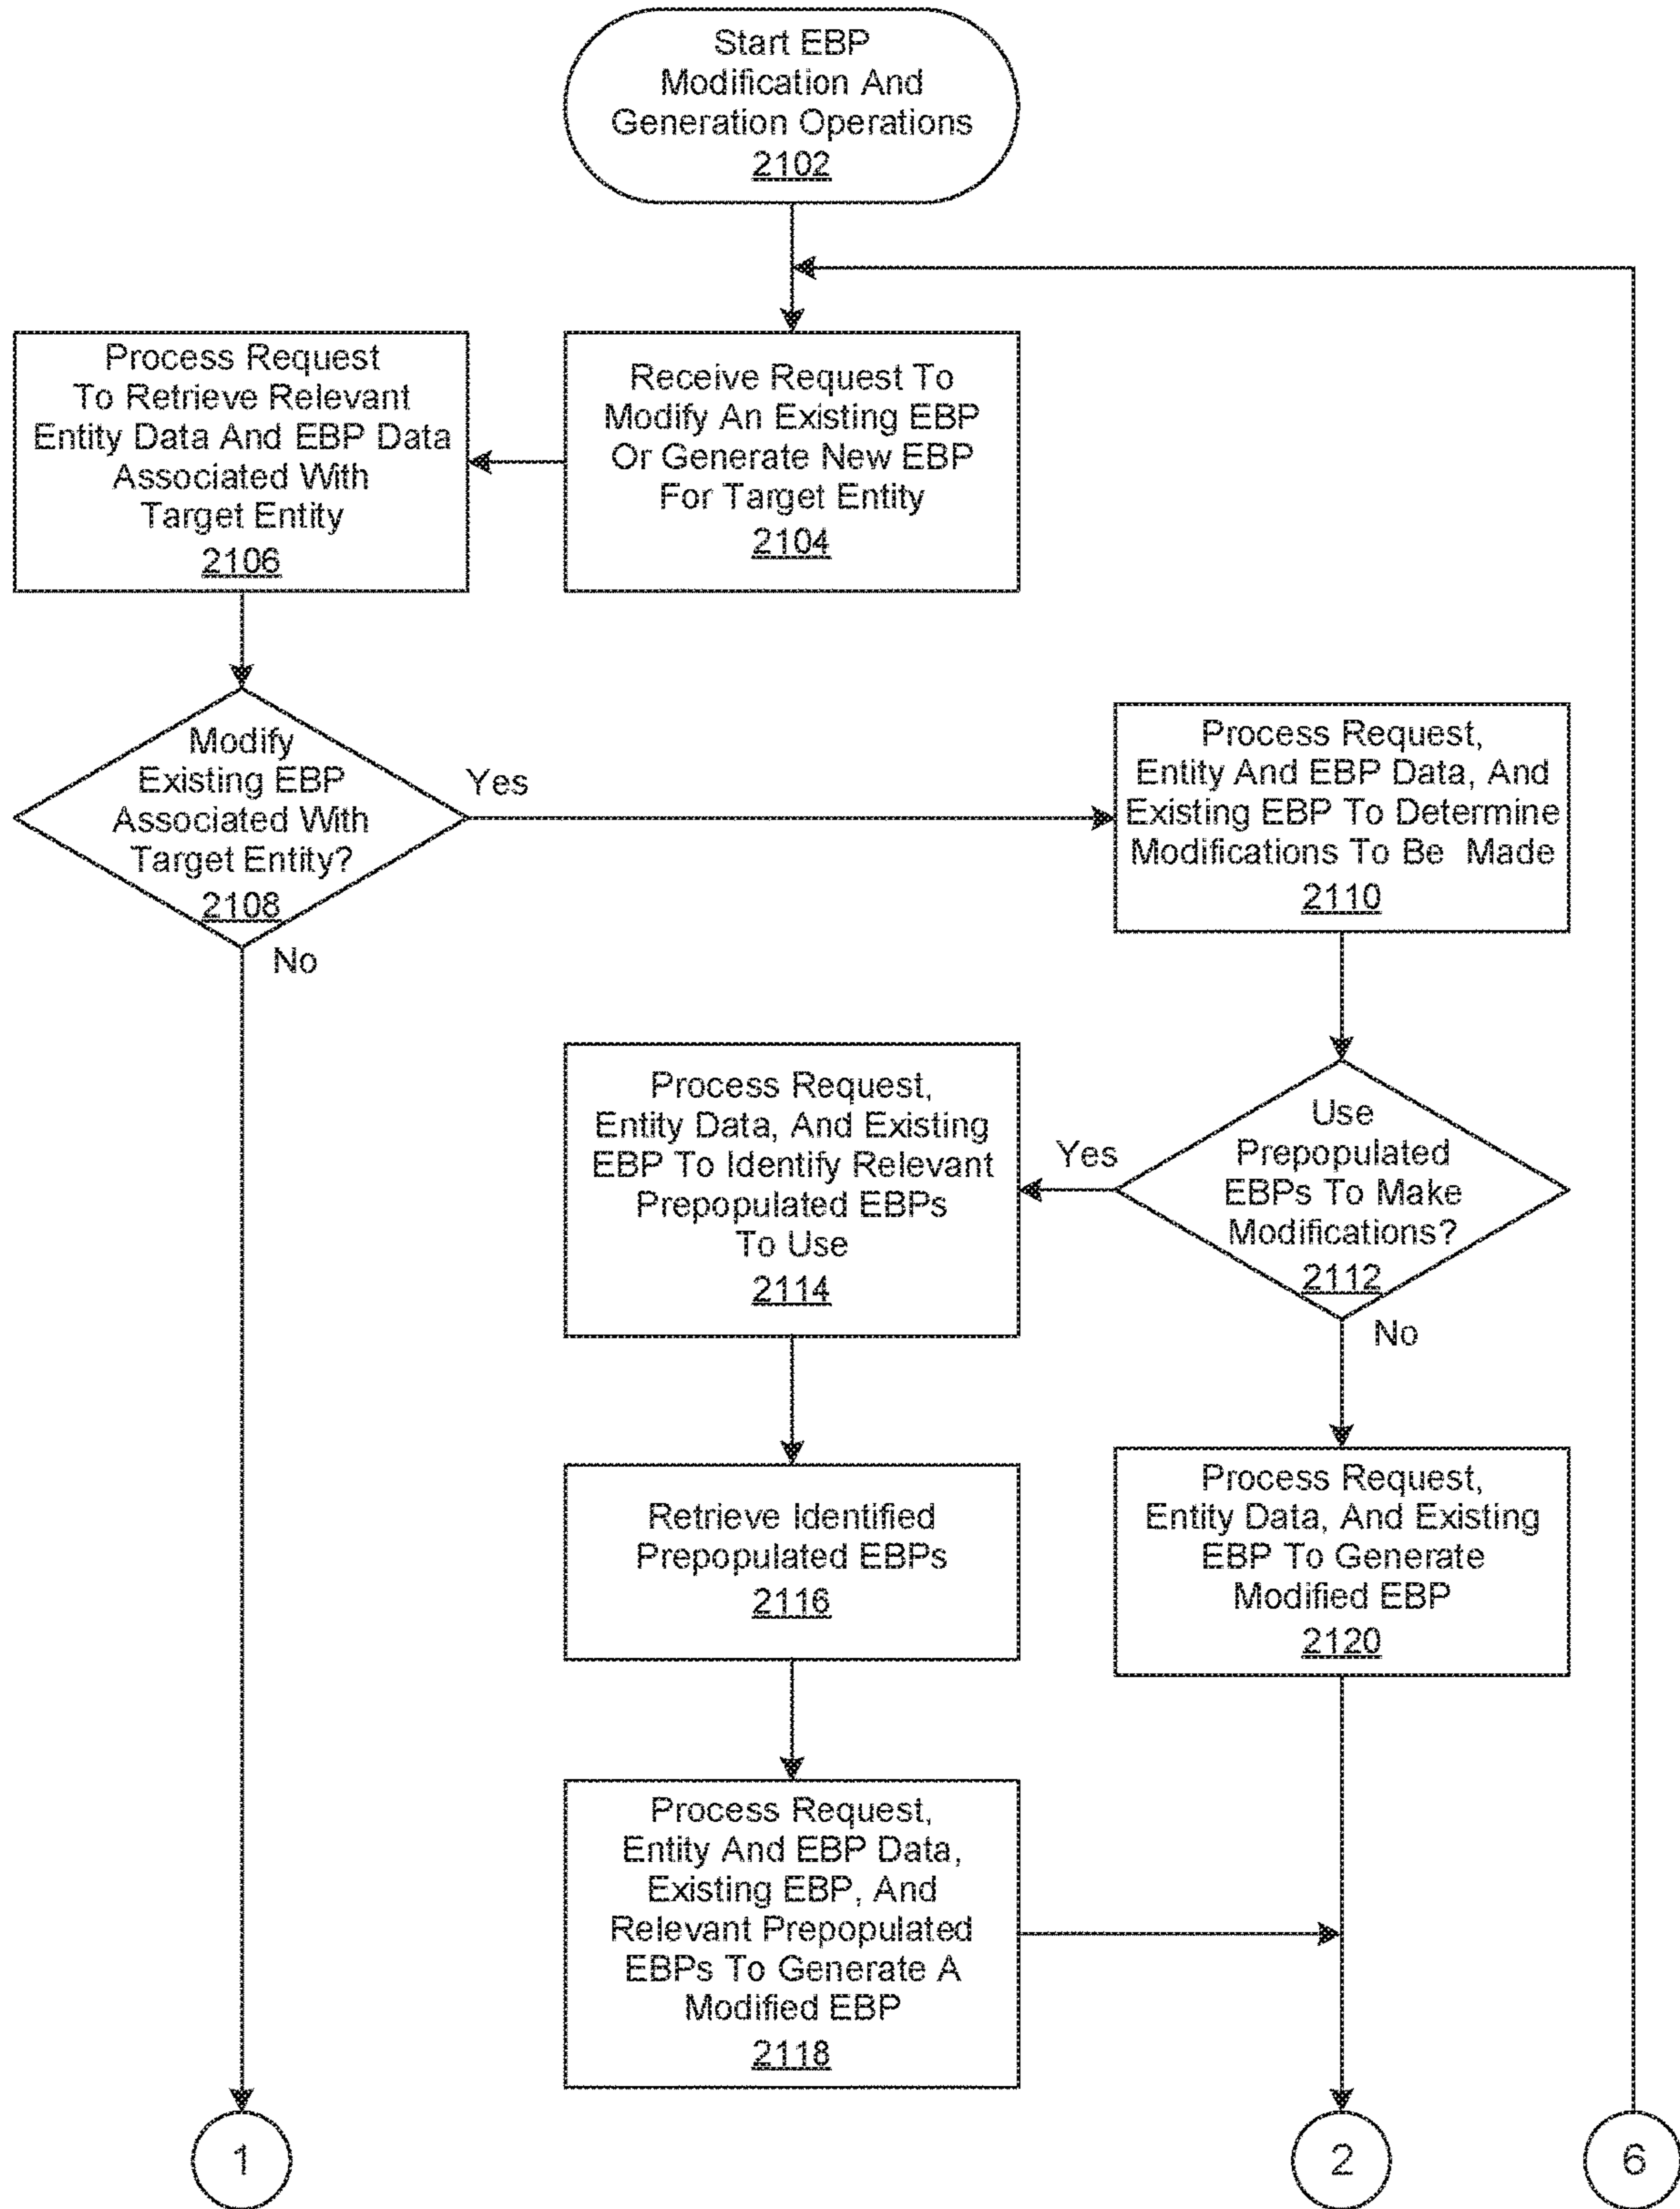 Start EBP
Modification And
Generation Operations
2102
Process Request
To Retrieve Relevant
Entity Data And EBP Data
Associated With
Target Entity
2106
Receive Request To
Modify An Existing EBP
Or Generate New EBP
For Target Entity
2104
Modify
Existing EBP
Associated With
Target Entity?
2108
Yes
No
Process Request,
Entity And EBP Data, And
Existing EBP To Determine
Modifications To Be Made
2110
Process Request,
Entity Data, And Existing
EBP To Identify Relevant
Prepopulated EBPs
To Use
2114
Yes
Use
Prepopulated
EBPs To Make
Modifications?
2112
No
Retrieve Identified
Prepopulated EBPs
2116
Process Request,
Entity Data, And Existing
EBP To Generate
Modified EBP
2120
Process Request,
Entity And EBP Data,
Existing EBP, And
Relevant Prepopulated
EBPs To Generate A
Modified EBP
2118
1
2
6